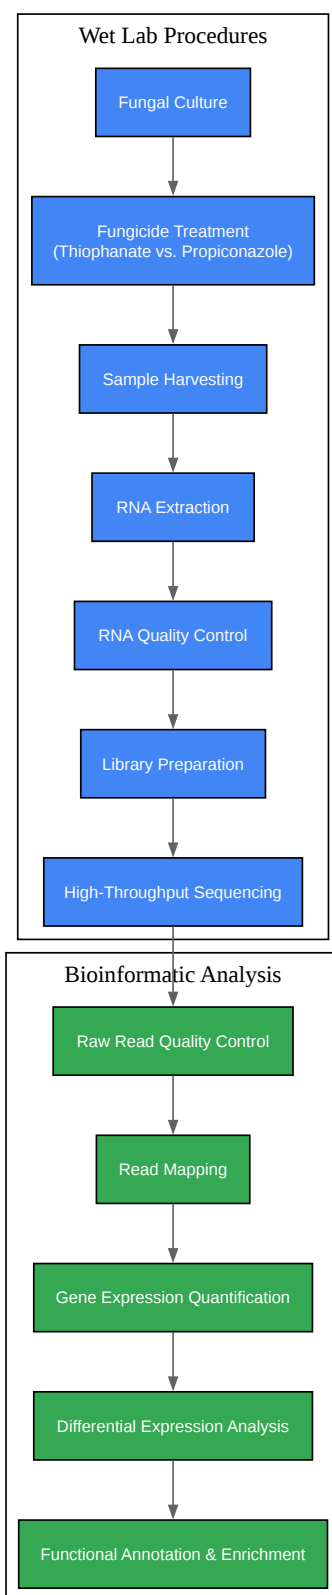 Wet Lab Procedures
Fungal Culture
Fungicide Treatment
(Thiophanate vs. Propiconazole)
Sample Harvesting
RNA Extraction
RNA Quality Control
Library Preparation
High-Throughput Sequencing
Bioinformatic Analysis
Raw Read Quality Control
Read Mapping
Gene Expression Quantification
Differential Expression Analysis
Functional Annotation & Enrichment